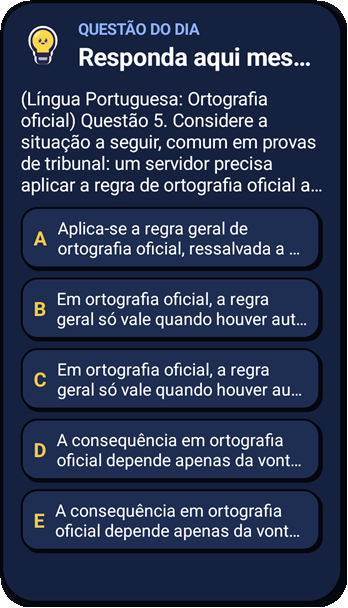 QUESTÃO DO DIA
Responda aqui mes...
(Língua Portuguesa: Ortografia
oficial) Questão 5. Considere a
situação a seguir, comum em provas
de tribunal: um servidor precisa
aplicar a regra de ortografia oficial a...
A Aplica-se a regra geral de
ortografia oficial, ressalvada a ...
B Em ortografia oficial, a regra
geral só vale quando houver aut...
C Em ortografia oficial, a regra
geral só vale quando houver au...
D A consequência em ortografia
oficial depende apenas da vont...
E A consequência em ortografia
oficial depende apenas da vont...